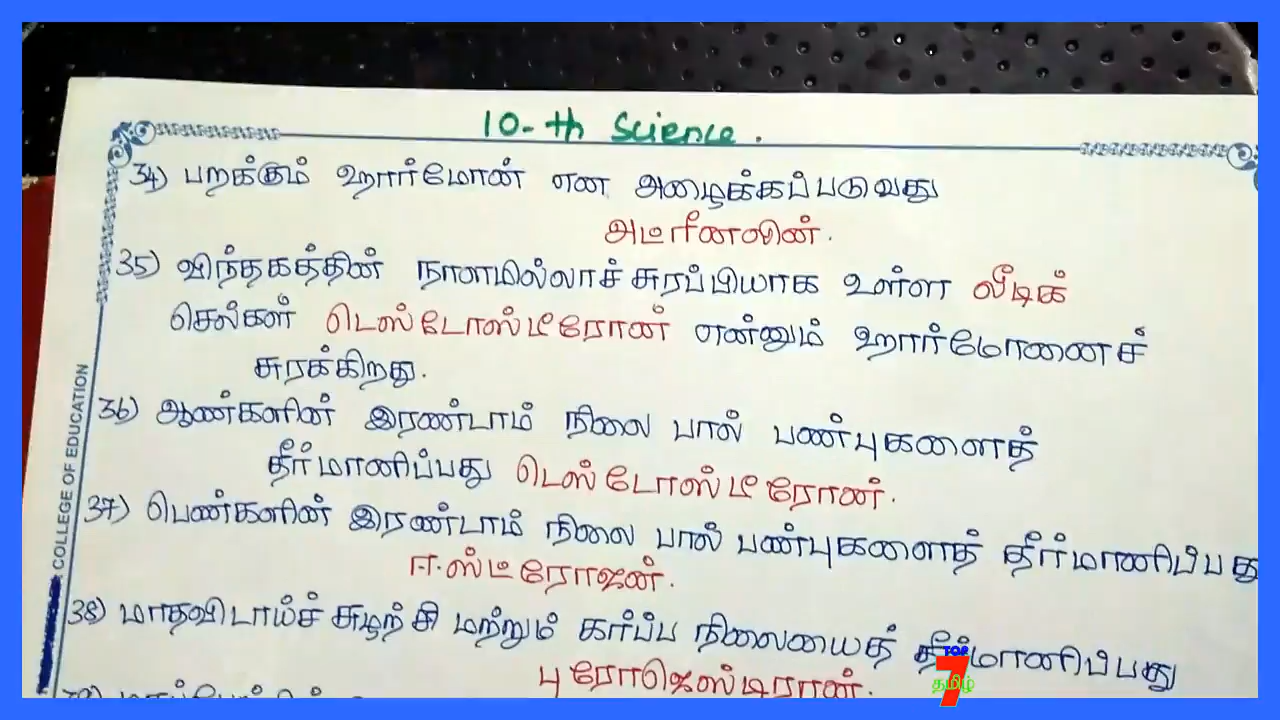 10-th Science.
34) பறக்கும் ஹார்மோன் என அழைக்கப்படுவது
அட்ரீனலின்.
35) விந்தகத்தின் நாளமில்லாச் சுரப்பியாக உள்ள லீடிக்
செல்கள் டெஸ்டோஸ்டீரோன் என்னும் ஹார்மோனைச்
சுரக்கிறது.
36) ஆண்களின் இரண்டாம் நிலை பால் பண்புகளைத்
தீர்மானிப்பது டெஸ்டோஸ்டீரோன்.
37) பெண்களின் இரண்டாம் நிலை பால் பண்புகளைத் தீர்மானிப்பது
ஈஸ்ட்ரோஜன்.
38) மாதவிடாய்ச் சுழற்சி மற்றும் கர்ப்ப நிலையைத் தீர்மானிப்பது
புரோஜெஸ்டிரான்.
COLLEGE OF EDUCATION
TOP
7
தமிழ்